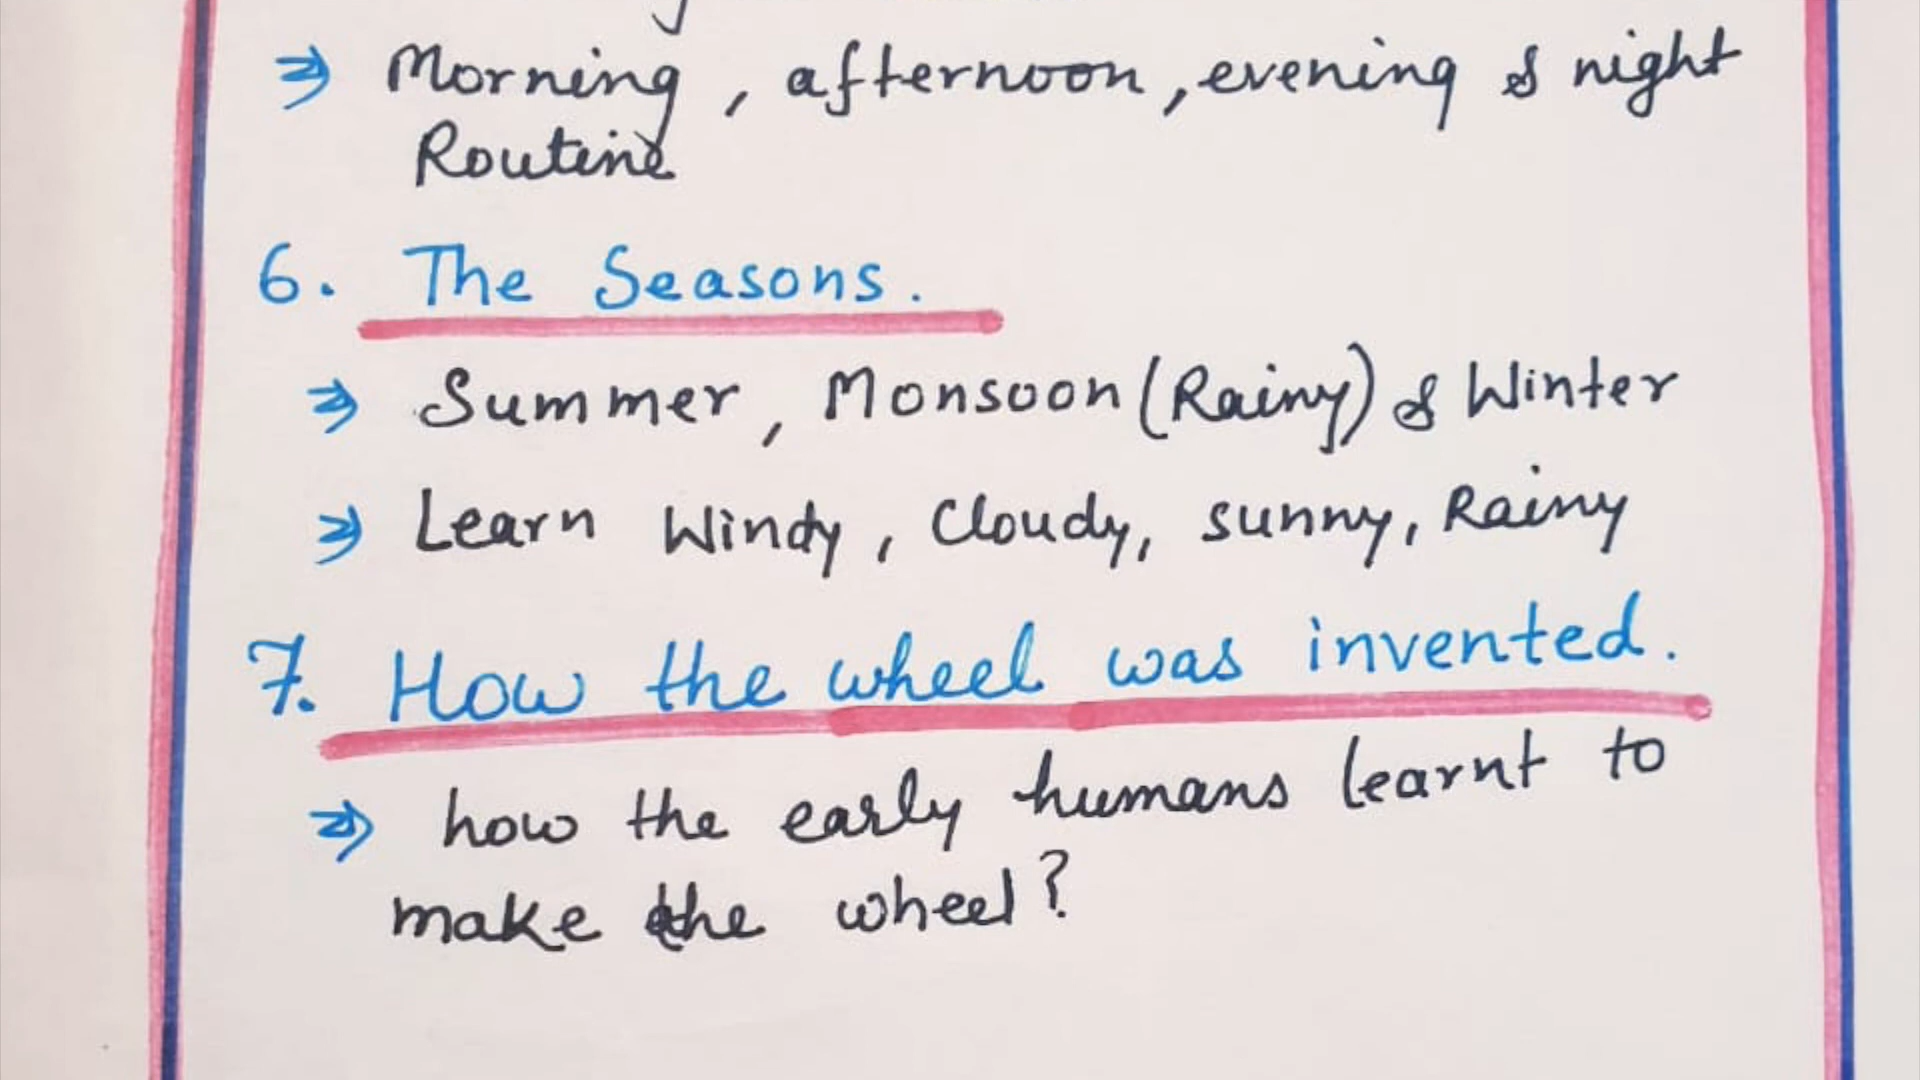 ⇒ Morning, afternoon, evening & night
Routine
6. The Seasons.
⇒ Summer, Monsoon (Rainy) & Winter
⇒ Learn Windy, Cloudy, sunny, Rainy
7. How the wheel was invented.
⇒ how the early humans learnt to
make the wheel?